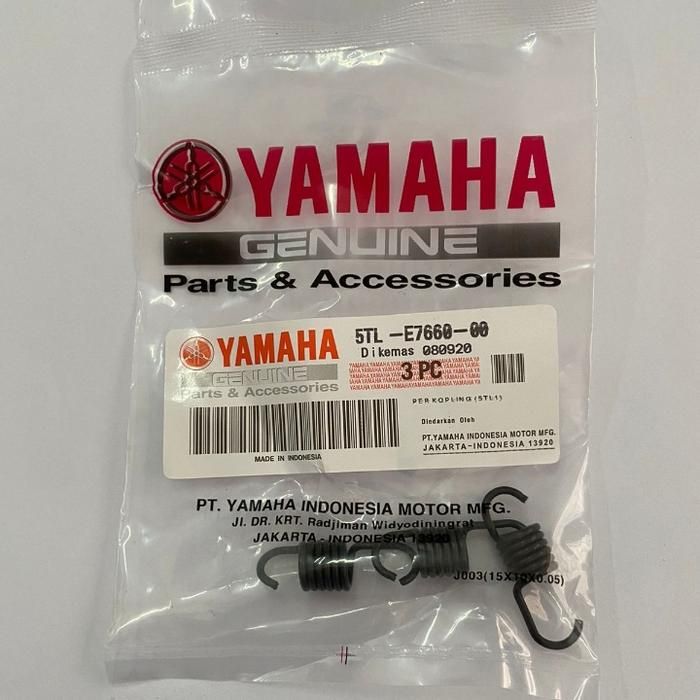 YAMAHA
GENUINE
Parts & Accessories
YAMAHA
GENUINE
Parts & Accessories
MADE IN INDONESIA
5TL-E7660-00
Dikemas 080920
3 PC
PER KOPLING (5TL1)
Diedarkan Oleh
PT.YAMAHA INDONESIA MOTOR MFG.
JAKARTA-INDONESIA 13920
PT. YAMAHA INDONESIA MOTOR MFG.
Jl. DR. KRT. Radjiman Widyodiningrat
JAKARTA - INDONESIA 13920
J003(15X10X0.05)